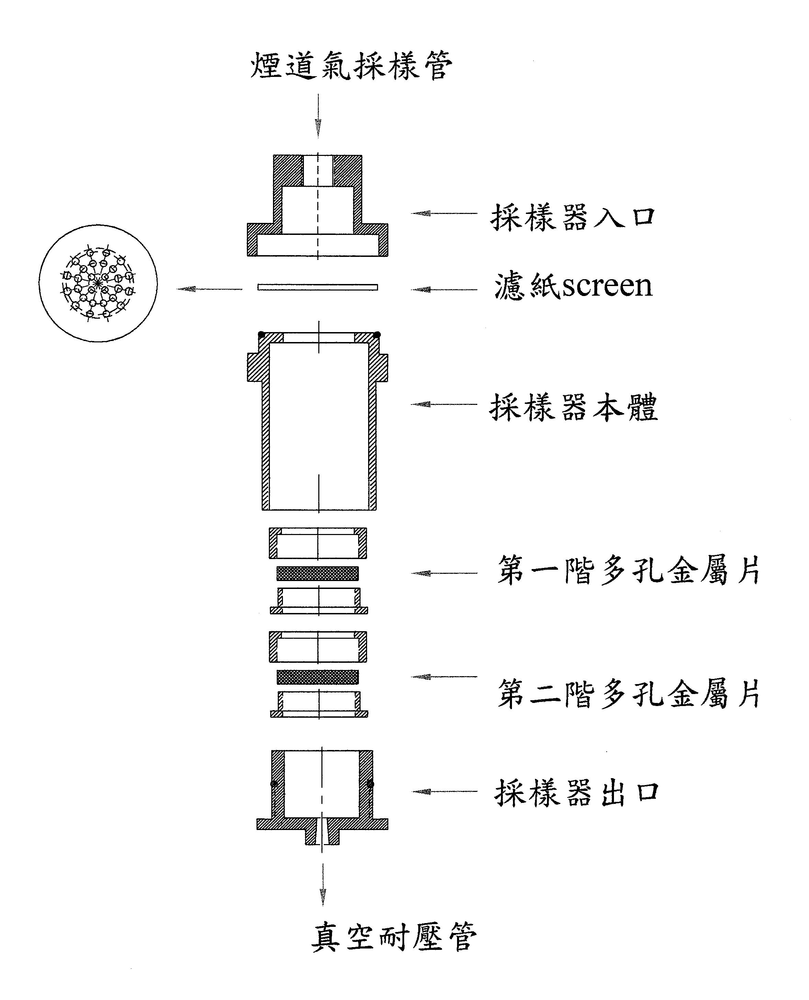 煙道氣採樣管
採樣器入口
濾紙screen
採樣器本體
第一階多孔金屬片
第二階多孔金屬片
採樣器出口
真空耐壓管